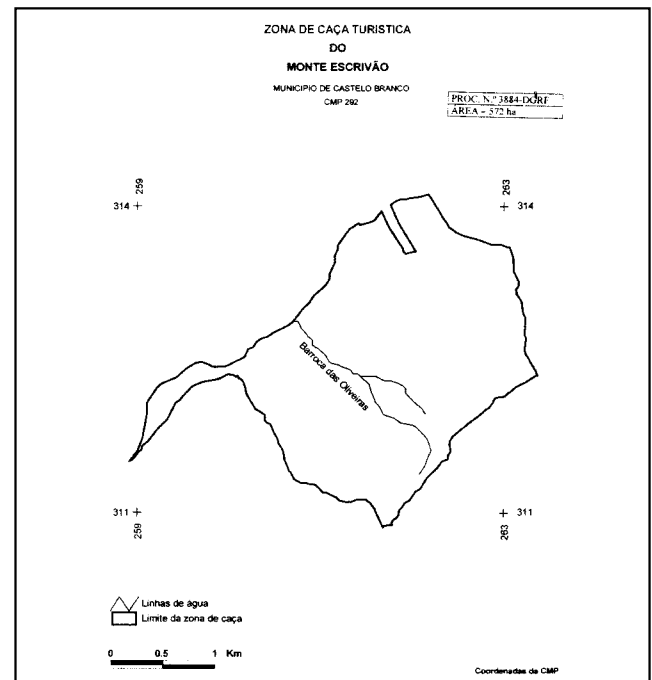 ZONA DE CAÇA TURISTICA
DO
MONTE ESCRIVÃO
MUNICIPIO DE CASTELO BRANCO
CMP 292
PROC. N.º 3884-DGRF
AREA - 572 ha
259
263
314
314
Barroca das Oliveiras
311
311
259
263
Linhas de água
Limite da zona de caça
0 0.5 1 Km
Coordenadas da CMP